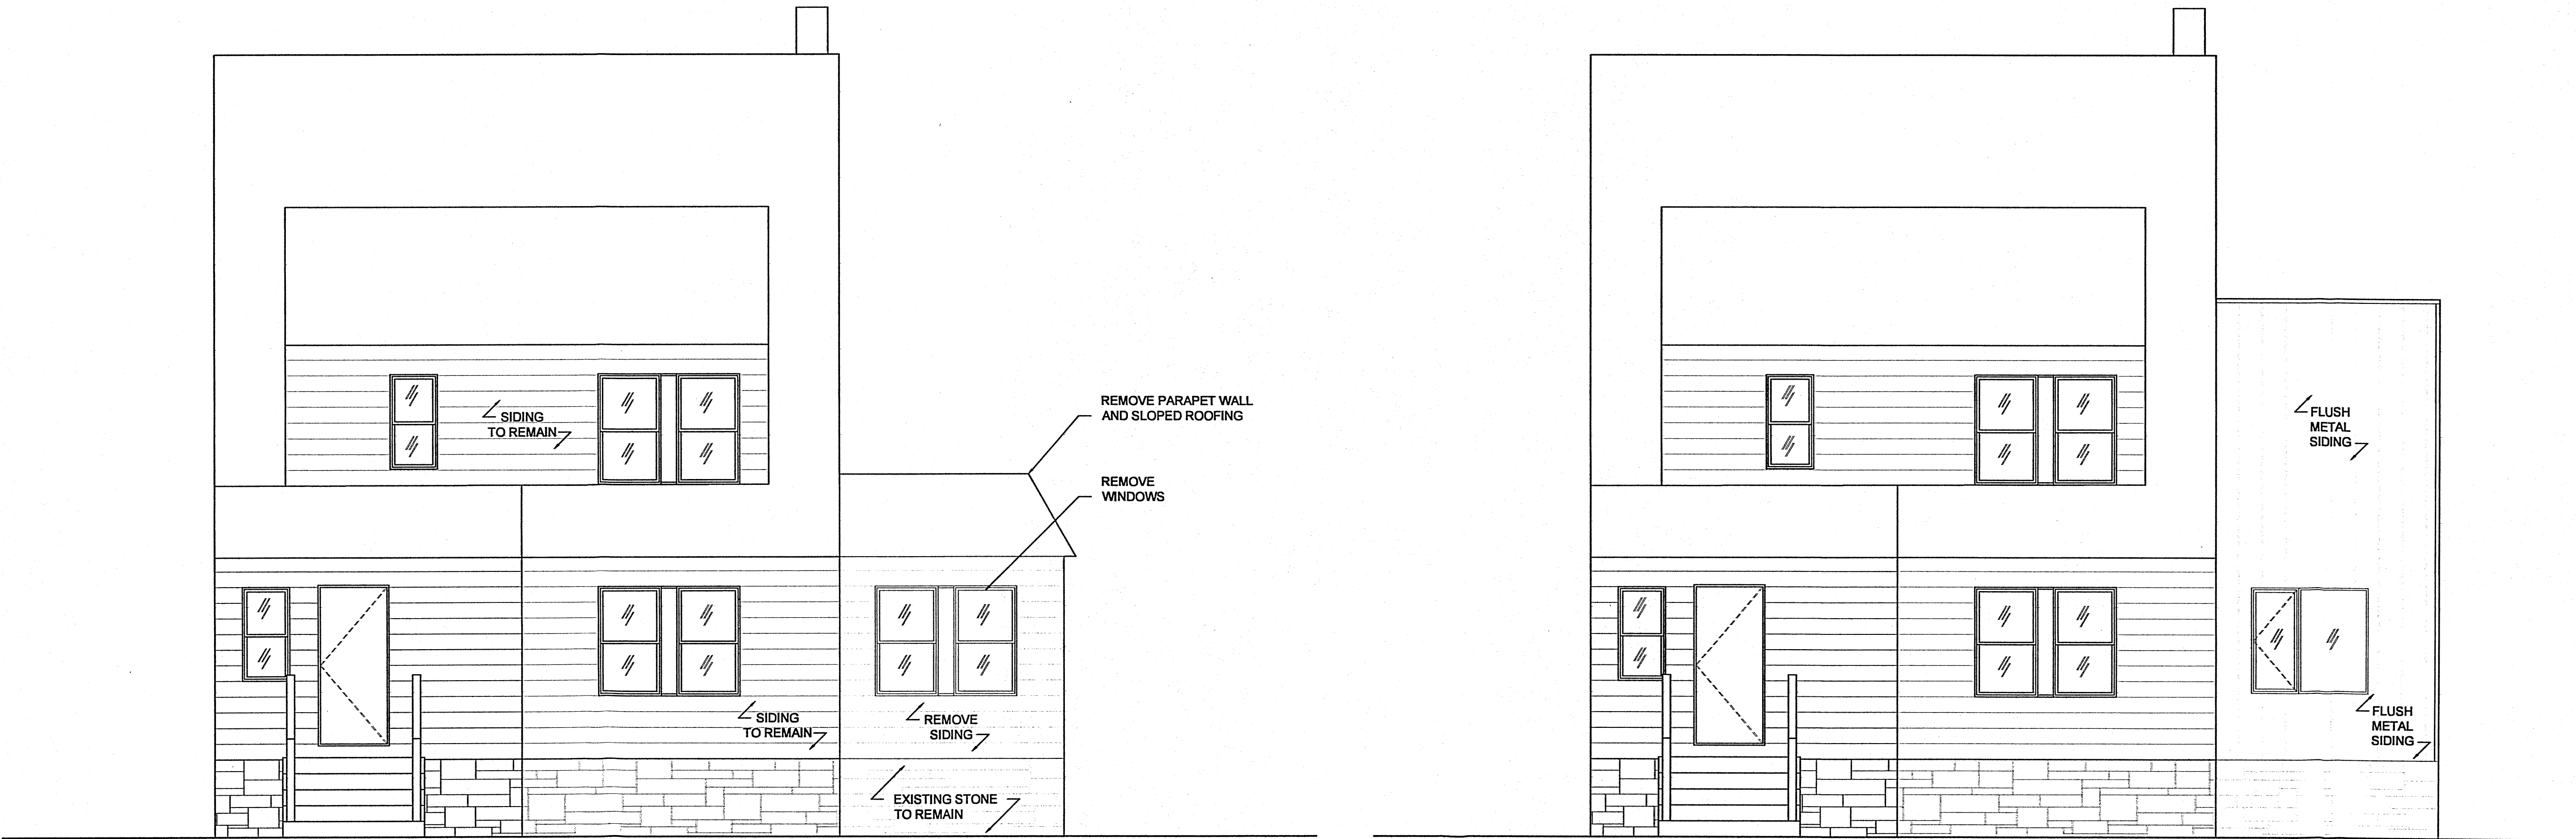 SIDING
TO REMAIN
REMOVE PARAPET WALL
AND SLOPED ROOFING
REMOVE
WINDOWS
SIDING
TO REMAIN
REMOVE
SIDING
EXISTING STONE
TO REMAIN
FLUSH
METAL
SIDING
FLUSH
METAL
SIDING